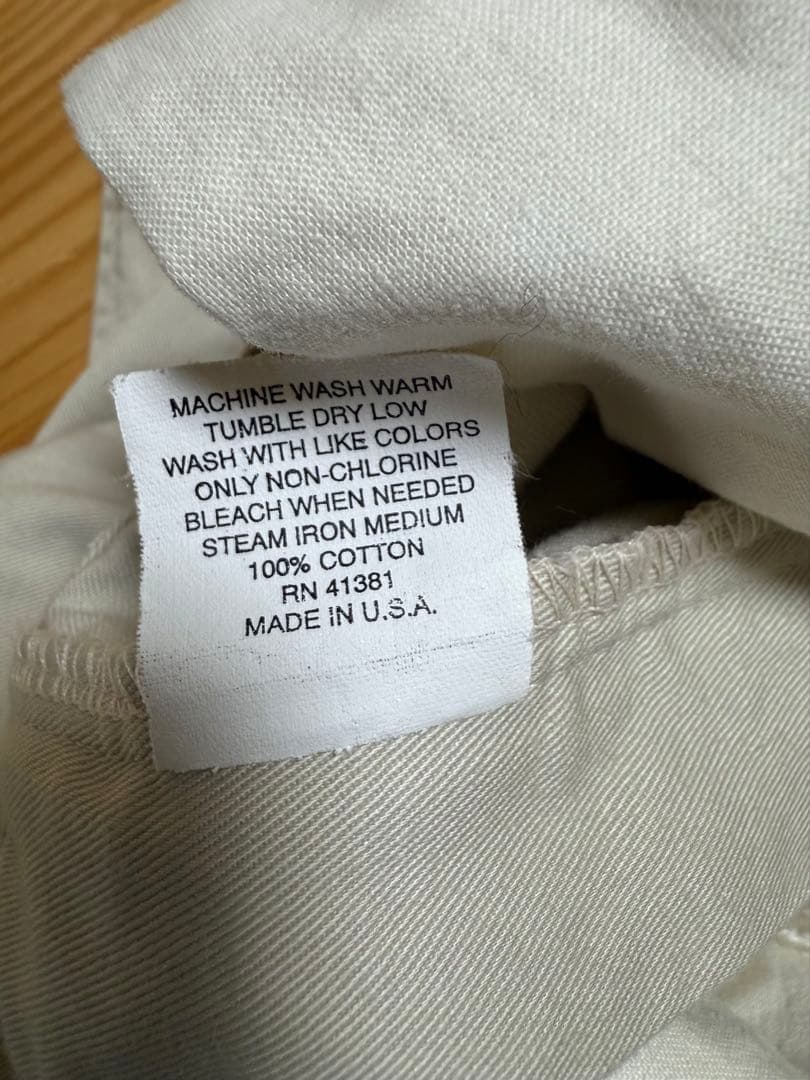 MACHINE WASH WARM
TUMBLE DRY LOW
WASH WITH LIKE COLORS
ONLY NON-CHLORINE
BLEACH WHEN NEEDED
STEAM IRON MEDIUM
100% COTTON
RN 41381
MADE IN U.S.A.